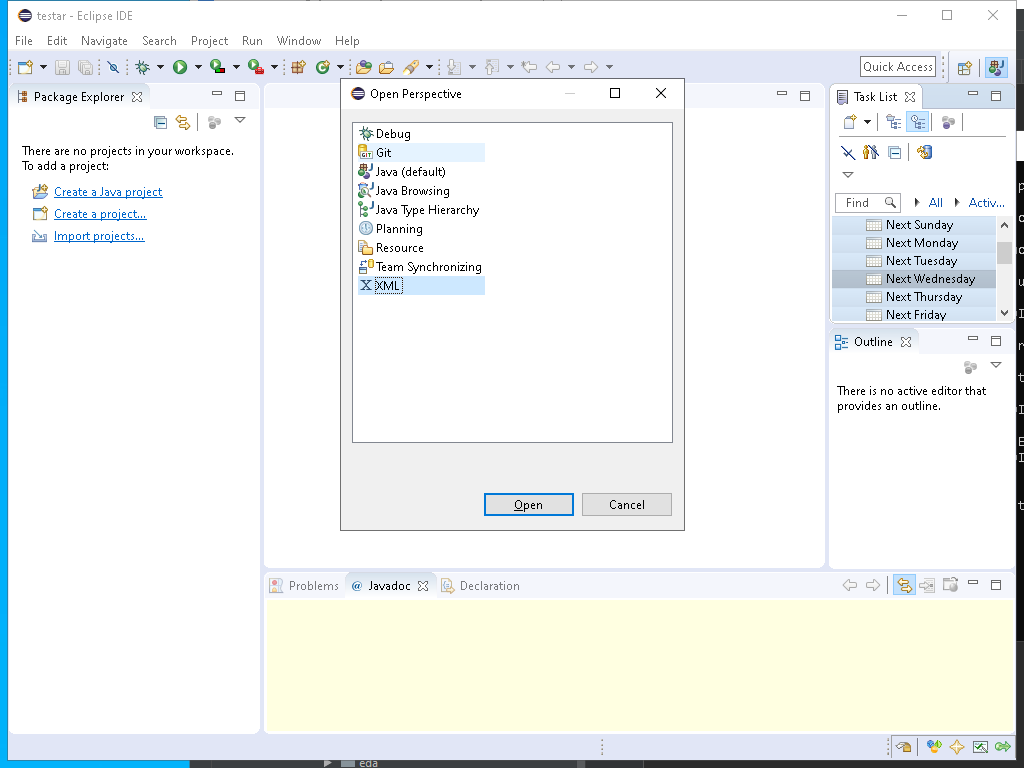 testar - Eclipse IDE
File Edit Navigate Search Project Run Window Help
Quick Access
Package Explorer
There are no projects in your workspace.
To add a project:
Create a Java project
Create a project...
Import projects...
Open Perspective
Debug
Git
Java (default)
Java Browsing
Java Type Hierarchy
Planning
Resource
Team Synchronizing
XML
Open Cancel
Task List
Find All Activ...
Next Sunday
Next Monday
Next Tuesday
Next Wednesday
Next Thursday
Next Friday
Outline
There is no active editor that
provides an outline.
Problems @ Javadoc Declaration
eda